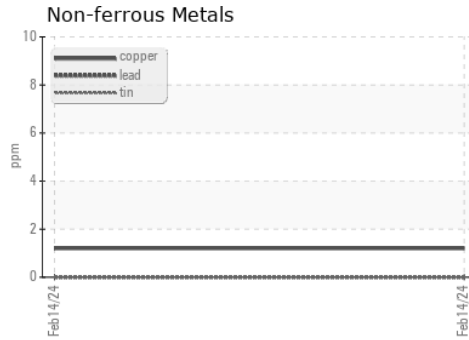 Non-ferrous Metals
10
8
6
4
2
0
ppm
copper
lead
tin
Feb14/24
Feb14/24